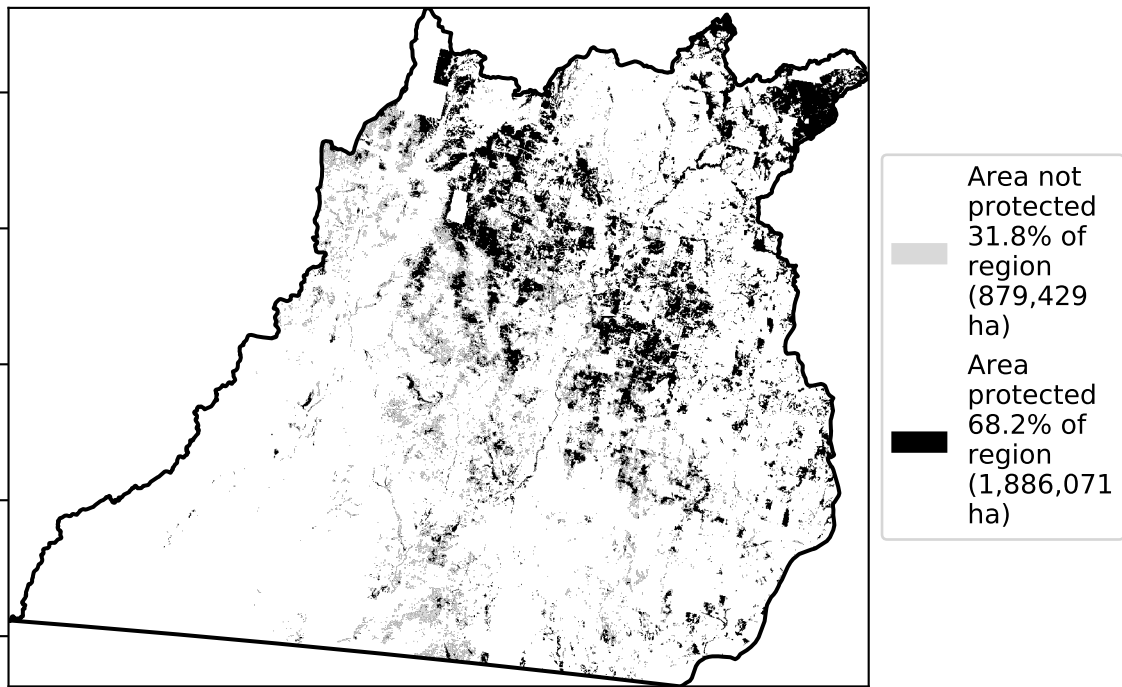 Area not
protected
31.8% of
region
(879,429
ha)
Area
protected
68.2% of
region
(1,886,071
ha)